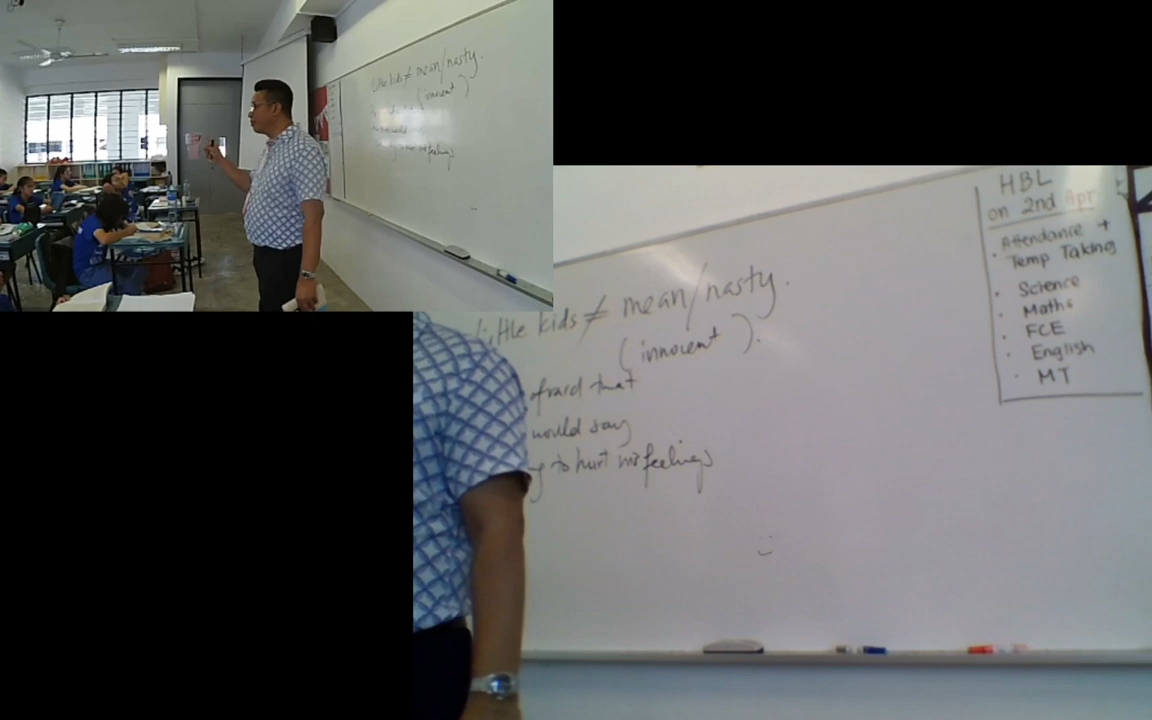 little kids ≠ mean/nasty.
(innocent).
afraid that
would say
to hurt his feelings
HBL
on 2nd Apr
• Attendance +
Temp Taking
• Science
• Maths
• FCE
• English
• MT